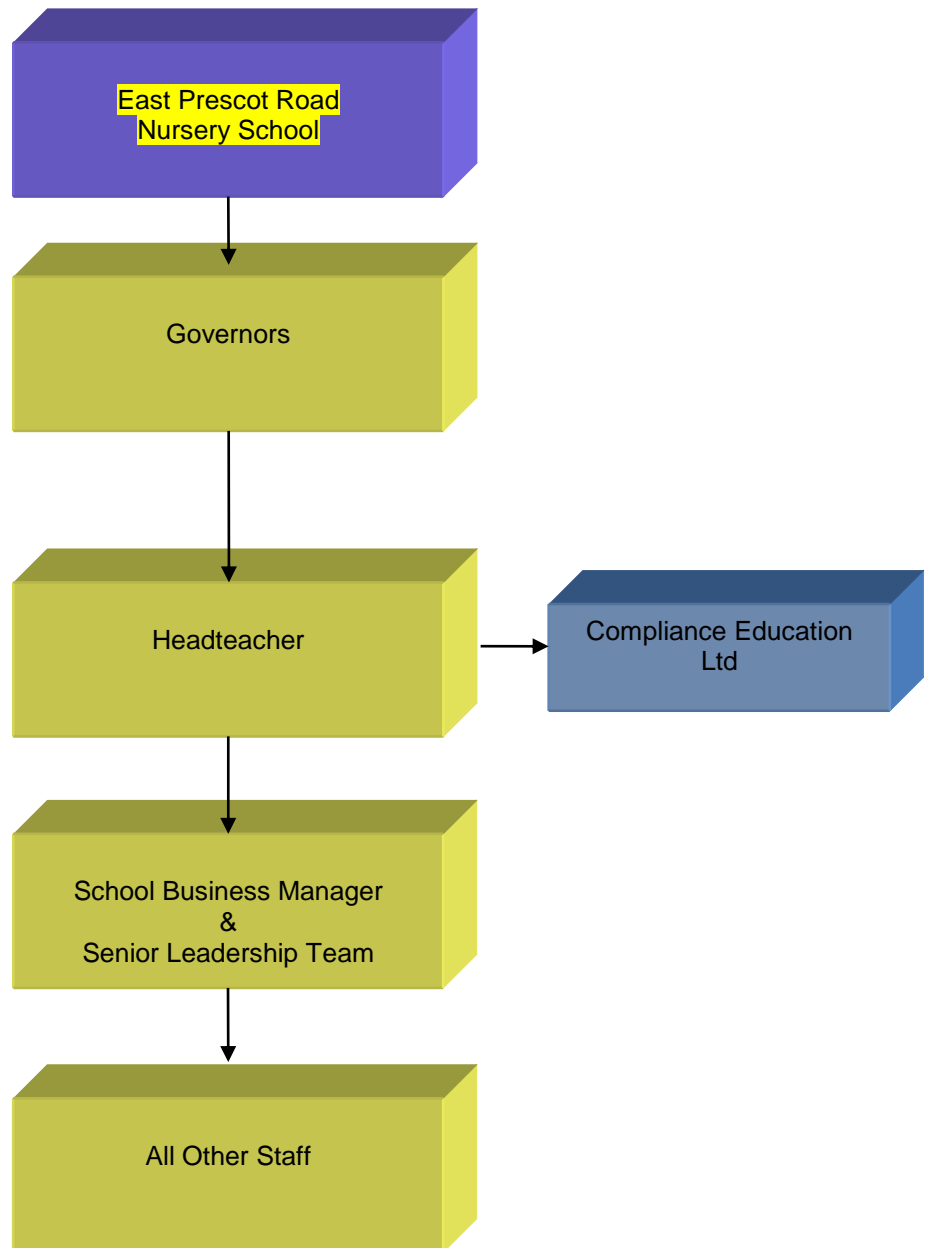 East Prescot Road
Nursery School
Governors
Headteacher
Compliance Education
Ltd
School Business Manager
&
Senior Leadership Team
All Other Staff